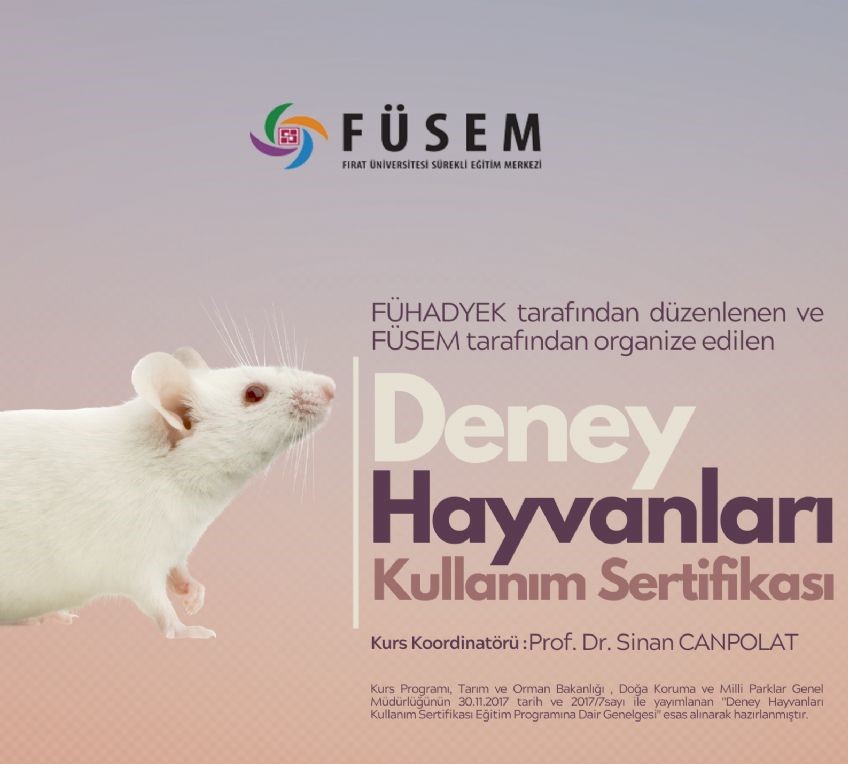 FÜSEM
FIRAT ÜNİVERSİTESİ SÜREKLİ EĞİTİM MERKEZİ
FÜHADYEK tarafından düzenlenen ve
FÜSEM tarafından organize edilen
Deney
Hayvanları
Kullanım Sertifikası
Kurs Koordinatörü : Prof. Dr. Sinan CANPOLAT
Kurs Programı, Tarım ve Orman Bakanlığı , Doğa Koruma ve Milli Parklar Genel
Müdürlüğünün 30.11.2017 tarih ve 2017/7sayı ile yayımlanan "Deney Hayvanları
Kullanım Sertifikası Eğitim Programına Dair Genelgesi" esas alınarak hazırlanmıştır.